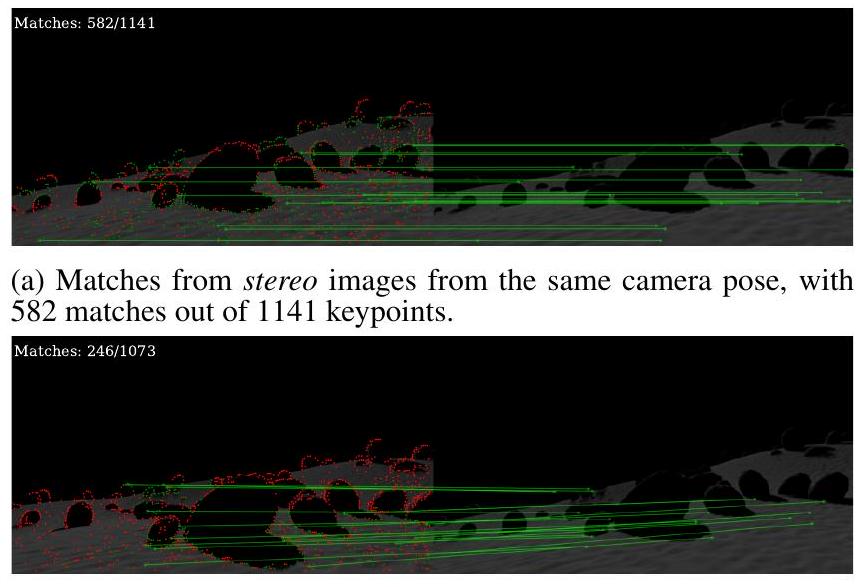 Matches: 582/1141
(a) Matches from stereo images from the same camera pose, with
582 matches out of 1141 keypoints.
Matches: 246/1073